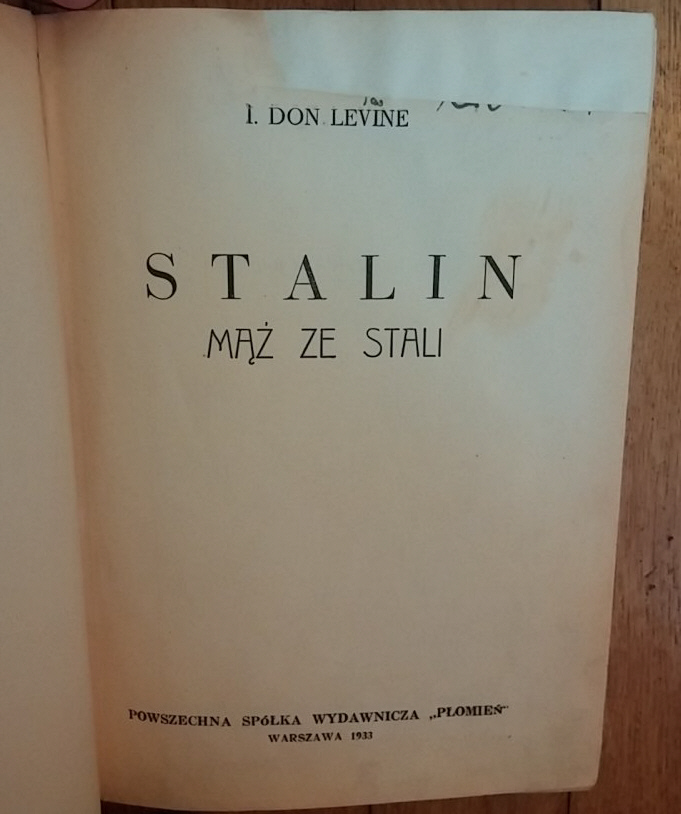 I. DON LEVINE
STALIN
MĄŻ ZE STALI
POWSZECHNA SPÓŁKA WYDAWNICZA „PŁOMIEŃ"
WARSZAWA 1933